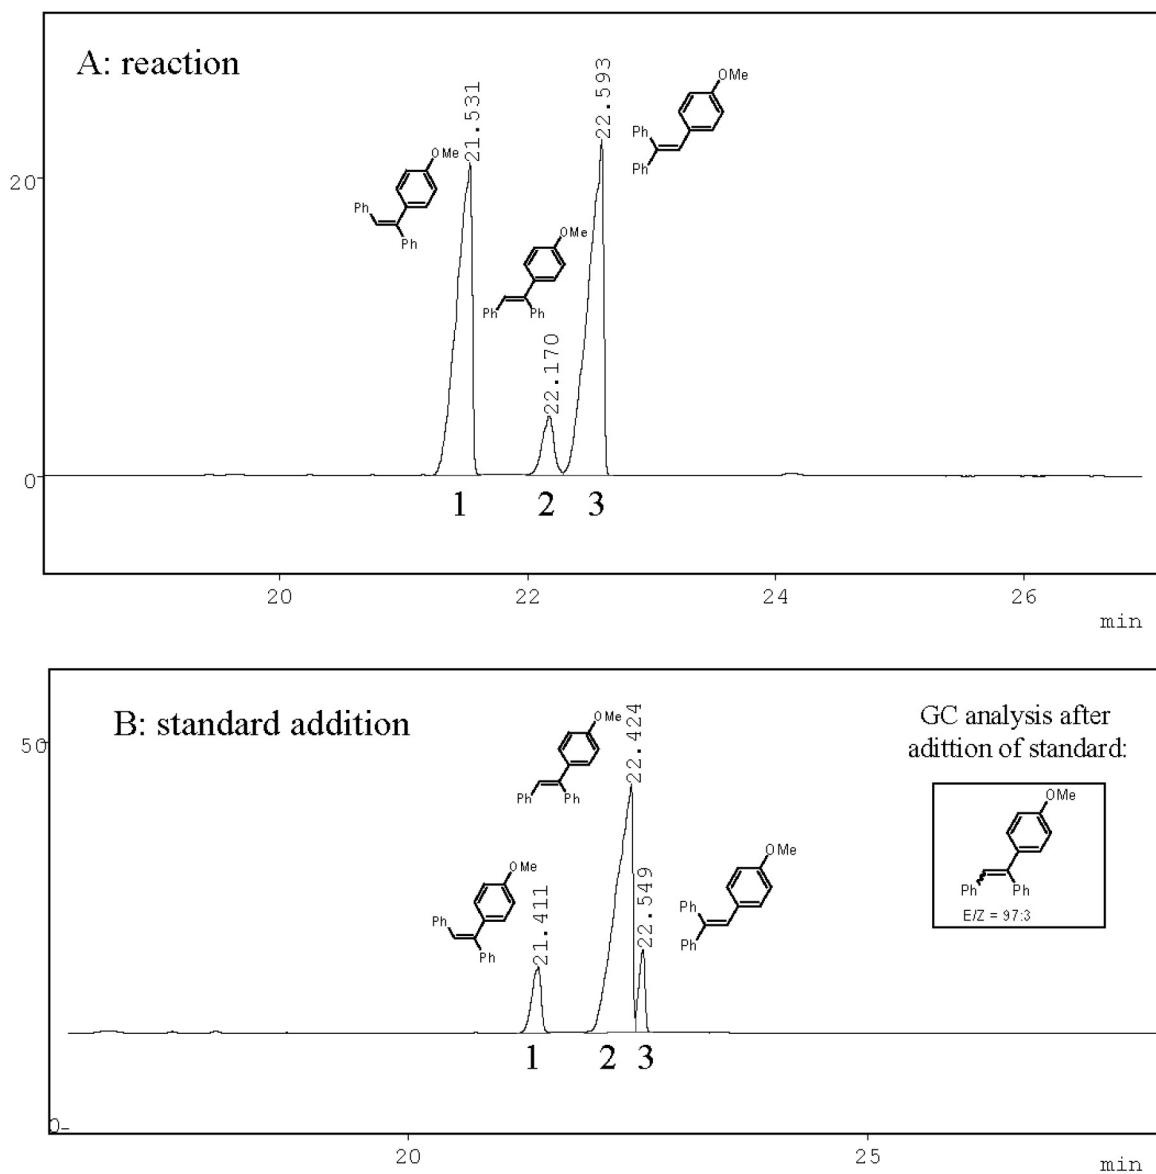 A: reaction
21.531
22.593
OMe
Ph
Ph
OMe
Ph
Ph
OMe
Ph
Ph
22.170
20
0
1
2
3
20
22
24
26
min
B: standard addition
GC analysis after
adittion of standard:
OMe
Ph
Ph
22.424
OMe
Ph
Ph
E/Z = 97:3
OMe
Ph
Ph
21.411
OMe
Ph
Ph
22.549
50
0
1
2
3
20
25
min